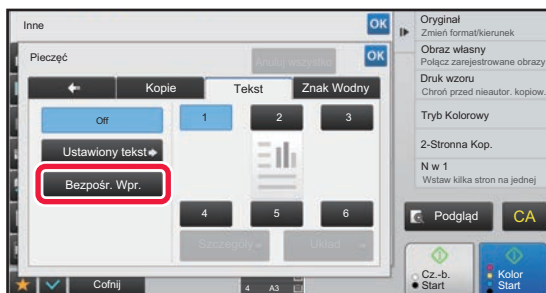 Inne
OK
Pieczęć
Anuluj wszystko
OK
Kopie
Tekst
Znak Wodny
Off
1
2
3
Ustawiony tekst
Bezpośr. Wpr.
4
5
6
Szczegóły
Układ
Cofnij
4
A3
Oryginał
Zmień format/kierunek
Obraz własny
Połącz zarejestrowane obrazy
Druk wzoru
Chroń przed nieautor. kopiow.
Tryb Kolorowy
2-Stronna Kop.
N w 1
Wstaw kilka stron na jednej
Podgląd
CA
Cz.-b.
Start
Kolor
Start